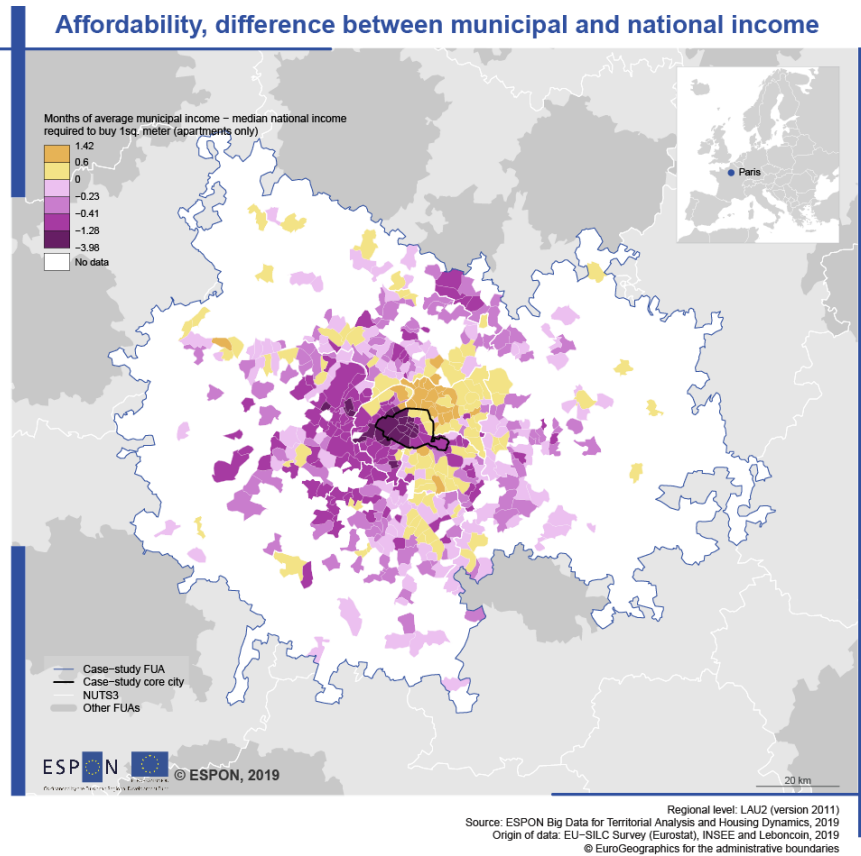 Affordability, difference between municipal and national income
Months of average municipal income − median national income
required to buy 1sq. meter (apartments only)
1.42
0.6
0
−0.23
−0.41
−1.28
−3.98
No data
Paris
Case−study FUA
Case−study core city
NUTS3
Other FUAs
ESPON
© ESPON, 2019
20 km
Regional level: LAU2 (version 2011)
Source: ESPON Big Data for Territorial Analysis and Housing Dynamics, 2019
Origin of data: EU−SILC Survey (Eurostat), INSEE and Leboncoin, 2019
© EuroGeographics for the administrative boundaries